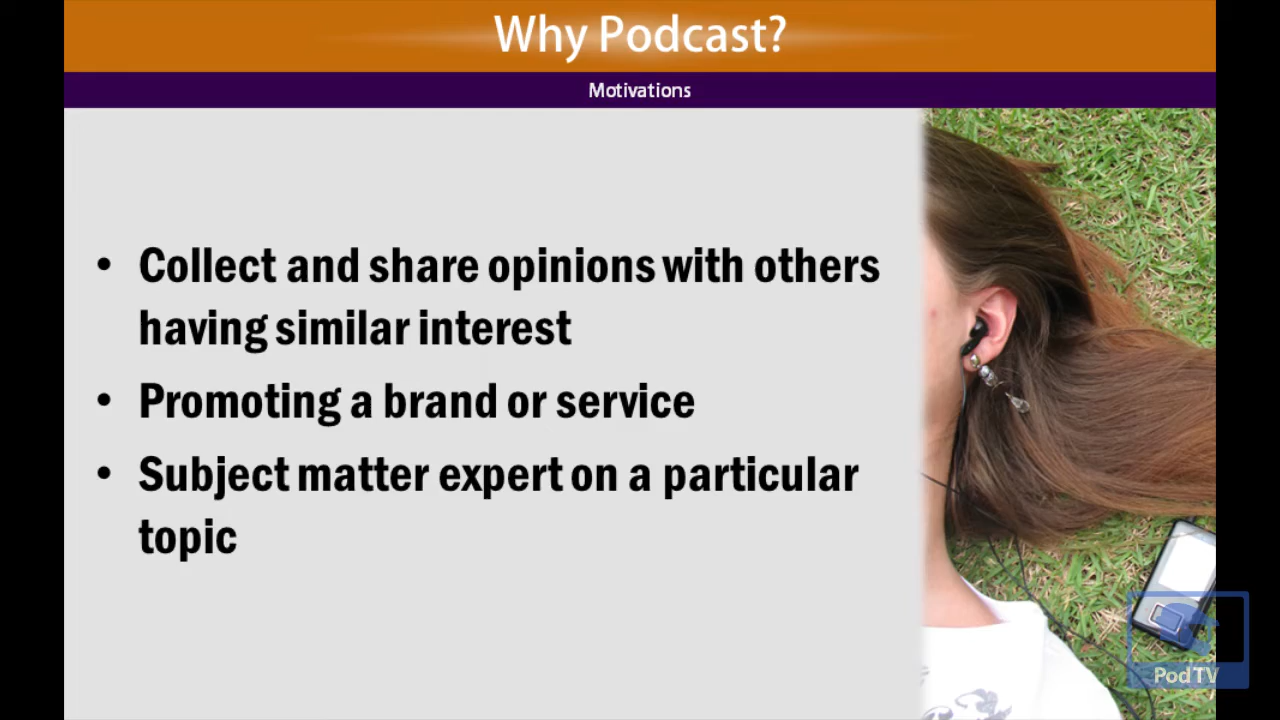 Why Podcast?
Motivations
• Collect and share opinions with others
having similar interest
• Promoting a brand or service
• Subject matter expert on a particular
topic
PodTV